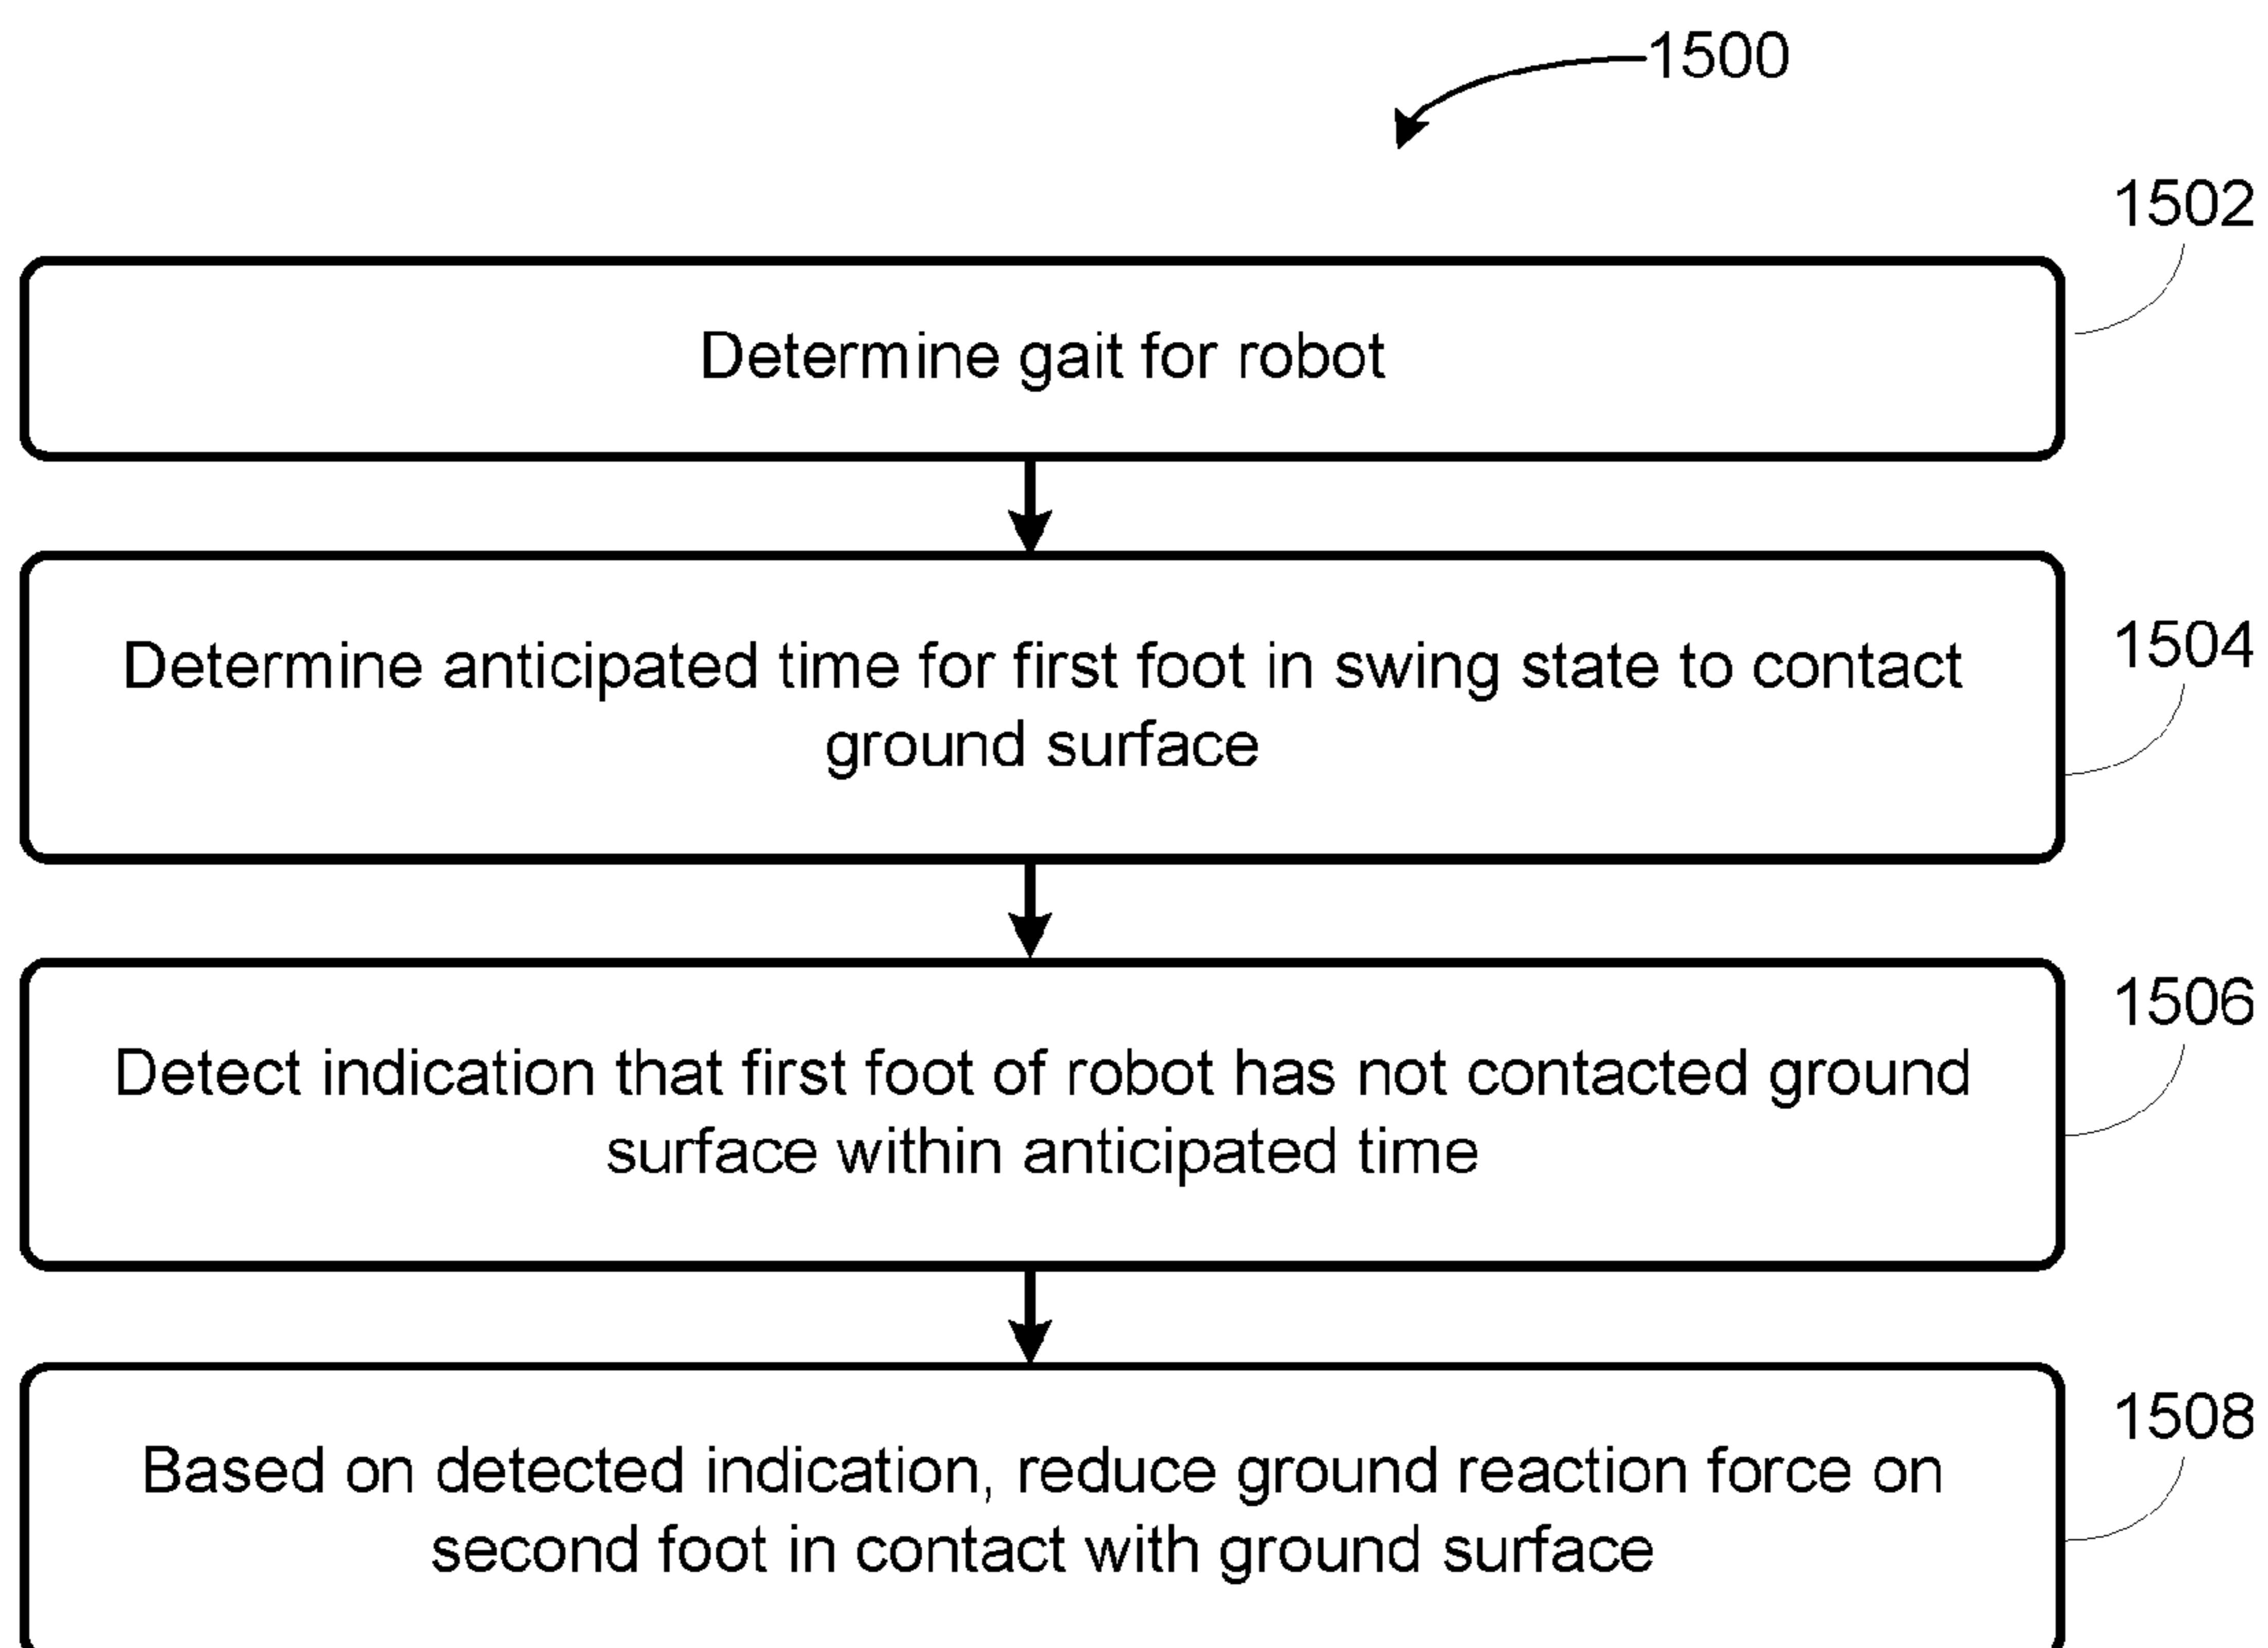 1500
1502
Determine gait for robot
1504
Determine anticipated time for first foot in swing state to contact
ground surface
1506
Detect indication that first foot of robot has not contacted ground
surface within anticipated time
1508
Based on detected indication, reduce ground reaction force on
second foot in contact with ground surface